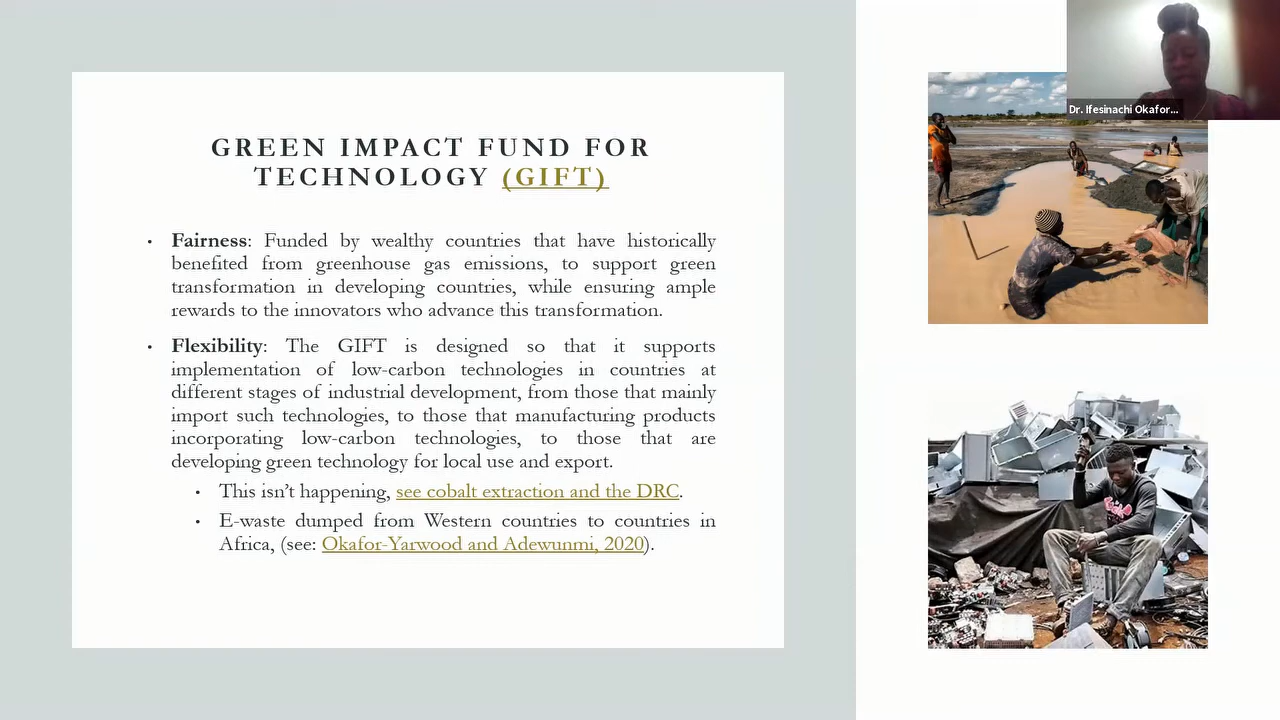 GREEN IMPACT FUND FOR
TECHNOLOGY (GIFT)
• Fairness: Funded by wealthy countries that have historically
benefited from greenhouse gas emissions, to support green
transformation in developing countries, while ensuring ample
rewards to the innovators who advance this transformation.
• Flexibility: The GIFT is designed so that it supports
implementation of low-carbon technologies in countries at
different stages of industrial development, from those that mainly
import such technologies, to those that manufacturing products
incorporating low-carbon technologies, to those that are
developing green technology for local use and export.
• This isn't happening, see cobalt extraction and the DRC.
• E-waste dumped from Western countries to countries in
Africa, (see: Okafor-Yarwood and Adewunmi, 2020).
Dr. Ifesinachi Okafor...